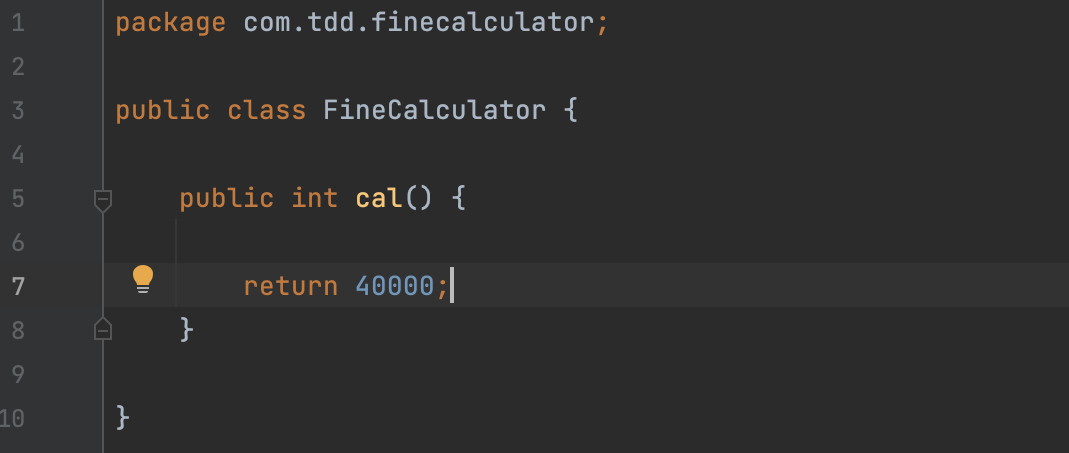 1 package com.tdd.finecalculator;
2
3 public class FineCalculator {
4
5 public int cal() {
6
7 return 40000;
8 }
9
10 }